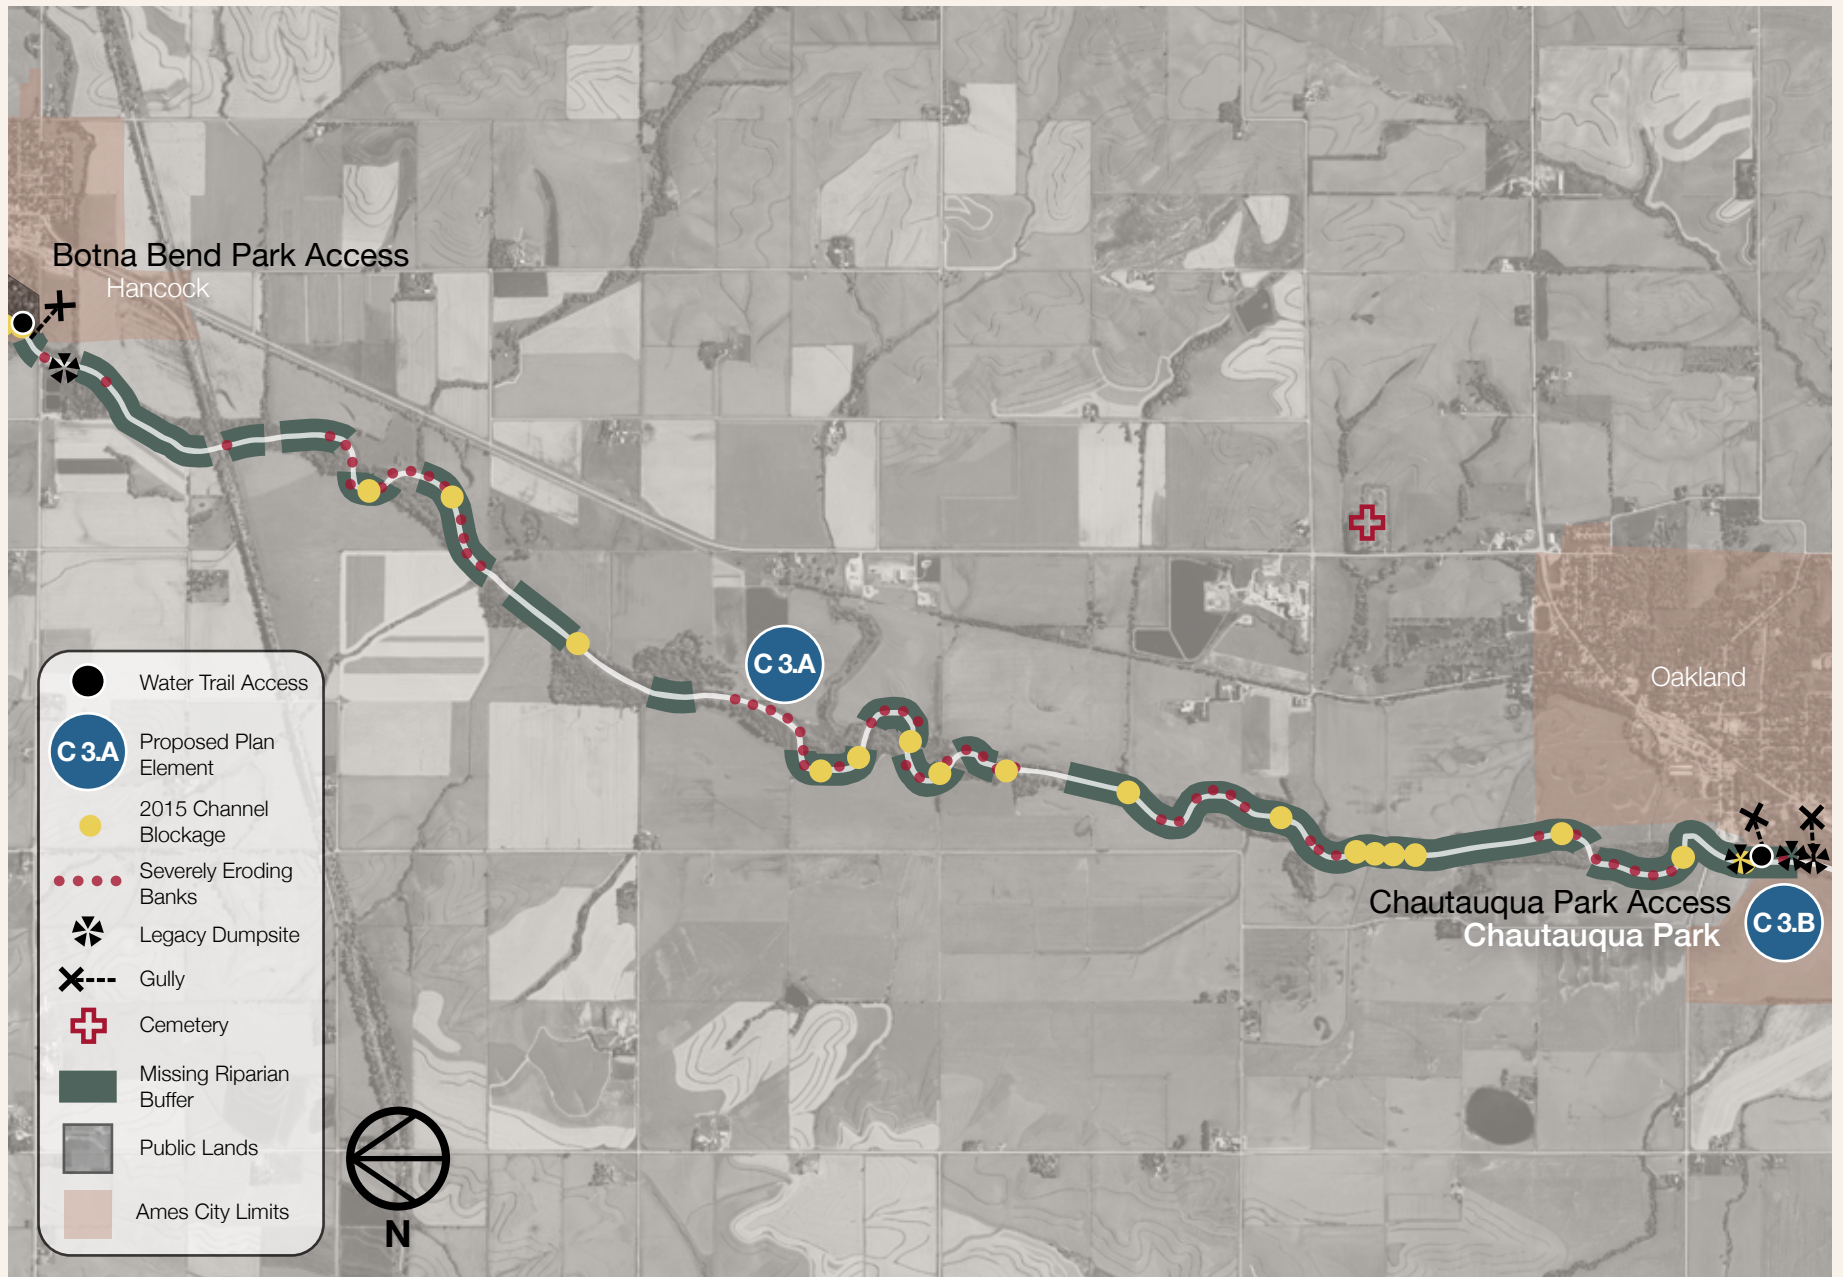 Botna Bend Park Access
Hancock
C 3.A
Oakland
Chautauqua Park Access
Chautauqua Park
C 3.B
Water Trail Access
C 3.A
Proposed Plan
Element
2015 Channel
Blockage
Severely Eroding
Banks
Legacy Dumpsite
Gully
Cemetery
Missing Riparian
Buffer
Public Lands
Ames City Limits
N